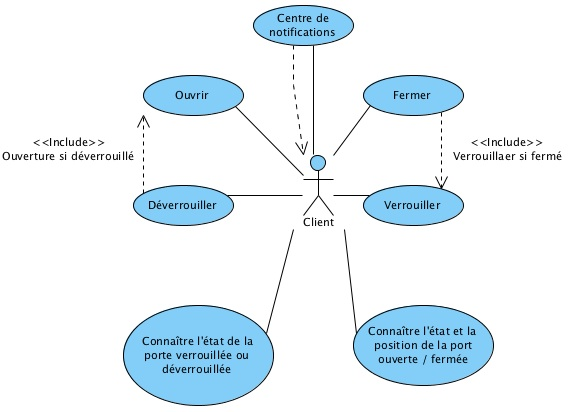 Centre de
notifications
Ouvrir
Fermer
<<Include>>
Ouverture si déverrouillé
<<Include>>
Verrouillaer si fermé
Déverrouiller
Verrouiller
Client
Connaître l'état de la
porte verrouillée ou
déverrouillée
Connaître l'état et la
position de la port
ouverte / fermée